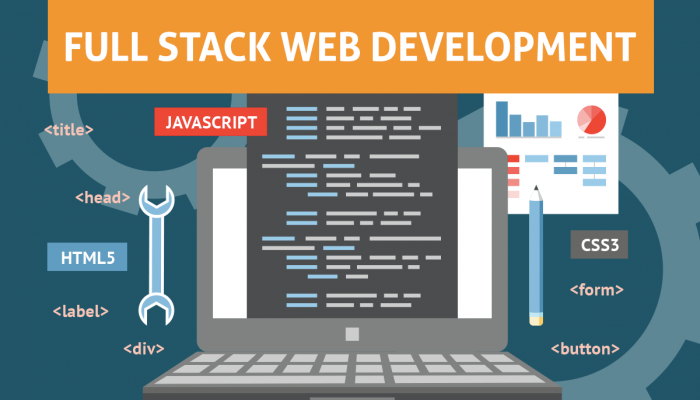 FULL STACK WEB DEVELOPMENT
JAVASCRIPT
<title>
<head>
HTML5
CSS3
<label>
<form>
<div>
<button>